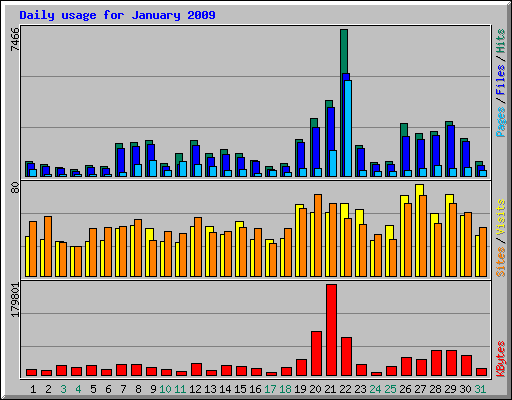 Daily usage for January 2009
7466
Pages / Files / Hits
80
Sites / Visits
179801
KBytes
1 2 3 4 5 6 7 8 9 10 11 12 13 14 15 16 17 18 19 20 21 22 23 24 25 26 27 28 29 30 31